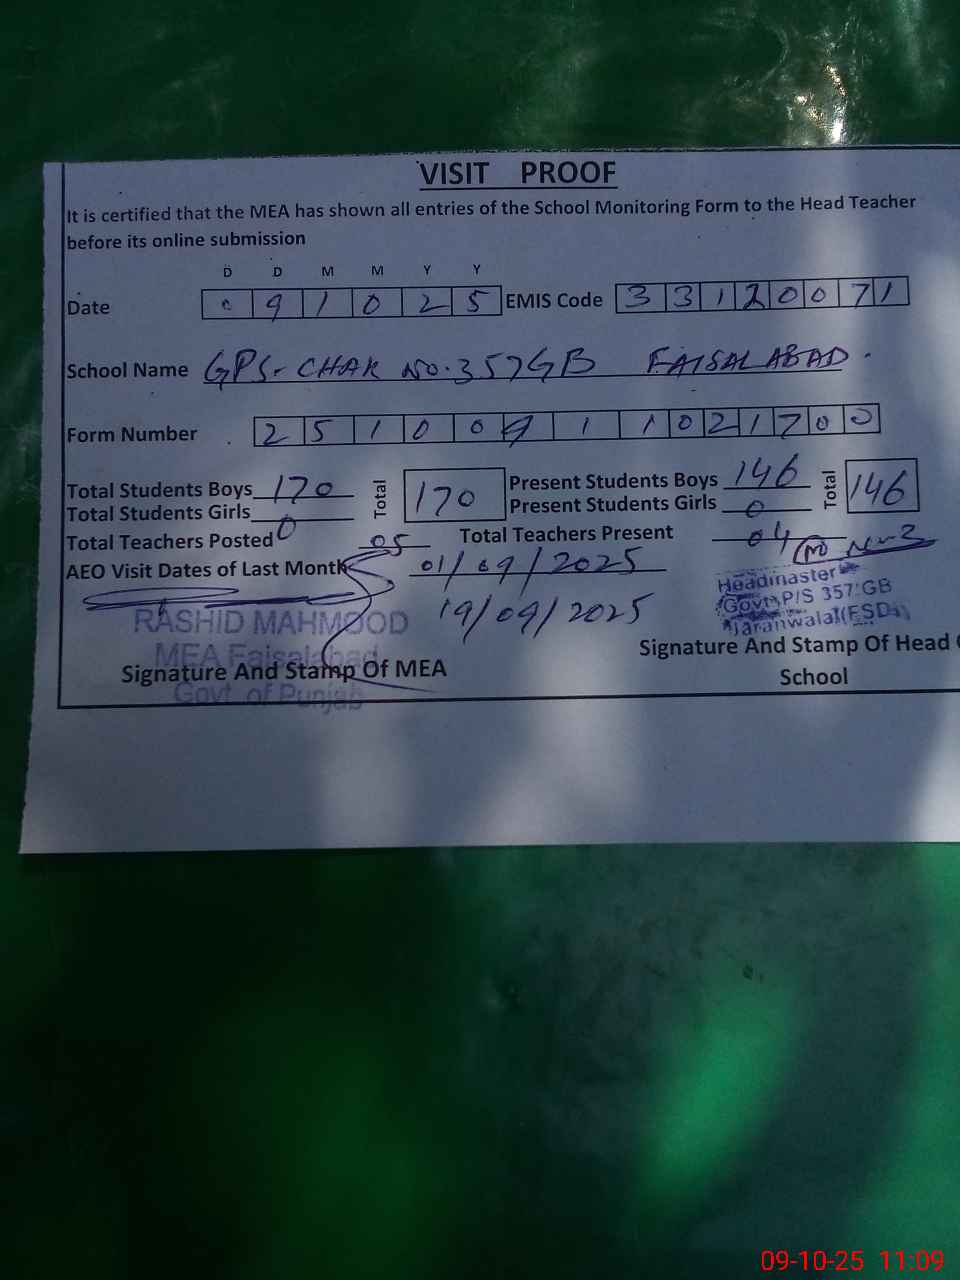 VISIT PROOF
It is certified that the MEA has shown all entries of the School Monitoring Form to the Head Teacher
before its online submission
D D M M Y Y
Date 0 9 1 0 2 5 EMIS Code 3 3 1 2 0 0 7 1
School Name GPS- CHAK NO.357GB FAISALABAD.
Form Number 2 5 1 0 0 9 1 1 0 2 1 7 0 0
Total Students Boys 170 Total 170 Present Students Boys 146 Total 146
Total Students Girls 0 Present Students Girls 0
Total Teachers Posted 05 Total Teachers Present 04
AEO Visit Dates of Last Month 01/09/2025
19/09/2025
RASHID MAHMOOD
MEA Faisalabad
Govt. of Punjab
Signature And Stamp Of MEA
Headmaster
Govt. P/S 357 GB
Jaranwala (FSD)
Signature And Stamp Of Head
School
09-10-25 11:09